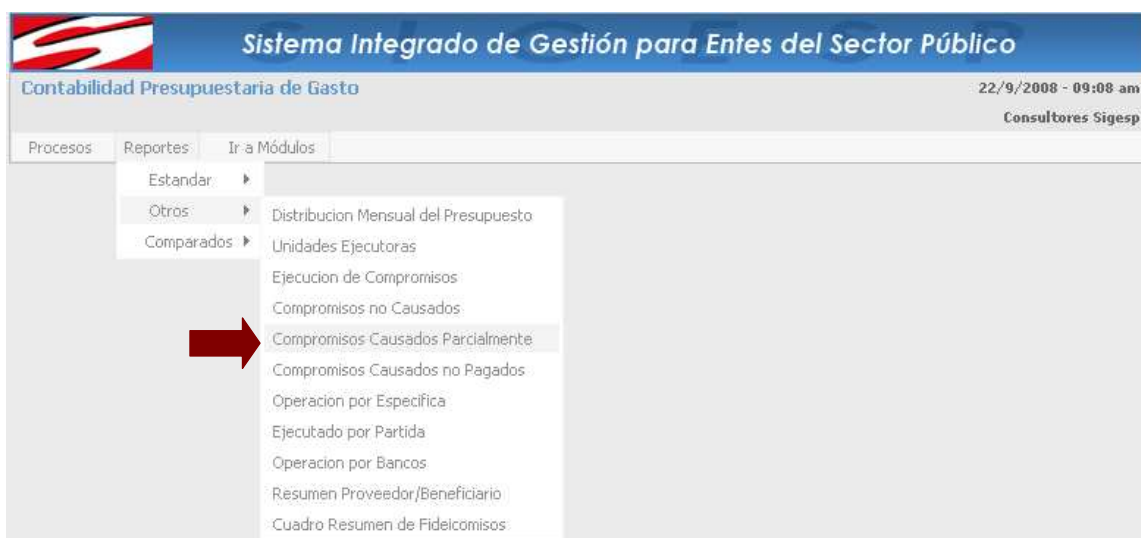 Sistema Integrado de Gestión para Entes del Sector Público
Contabilidad Presupuestaria de Gasto
22/9/2008 - 09:08 am
Consultores Sigesp
Procesos Reportes Ir a Módulos
Estandar
Otros
Comparados
Distribucion Mensual del Presupuesto
Unidades Ejecutoras
Ejecucion de Compromisos
Compromisos no Causados
Compromisos Causados Parcialmente
Compromisos Causados no Pagados
Operacion por Especifica
Ejecutado por Partida
Operacion por Bancos
Resumen Proveedor/Beneficiario
Cuadro Resumen de Fideicomisos